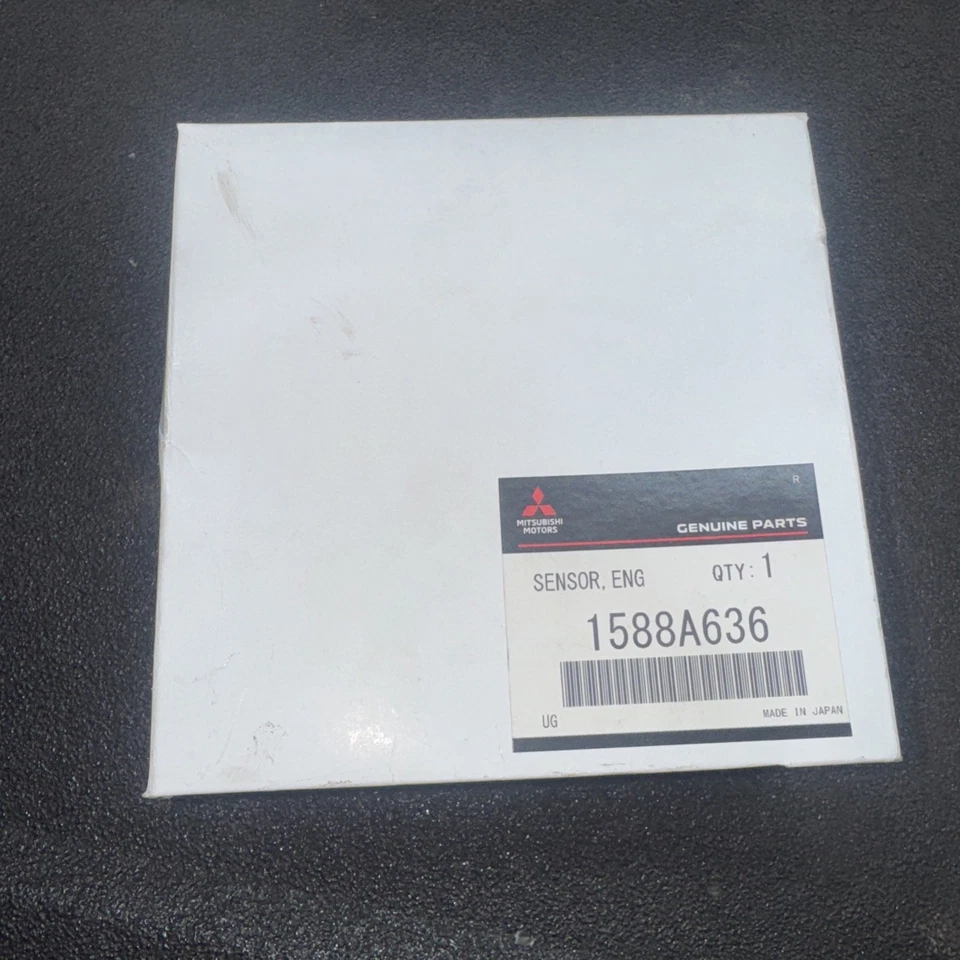 R
MITSUBISHI
MOTORS
GENUINE PARTS
SENSOR, ENG QTY: 1
1588A636
UG MADE IN JAPAN